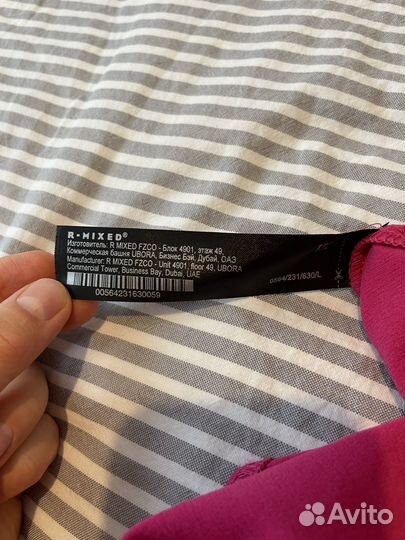 R-MIXED®
Изготовитель: R MIXED FZCO - Блок 4901, этаж 49,
Коммерческая башня UBORA, Бизнес Бэй, Дубай, ОАЭ
Manufacturer: R MIXED FZCO - Unit 4901, floor 49, UBORA
Commercial Tower, Business Bay, Dubai, UAE
00564231630059
0564/231/630/L
Avito